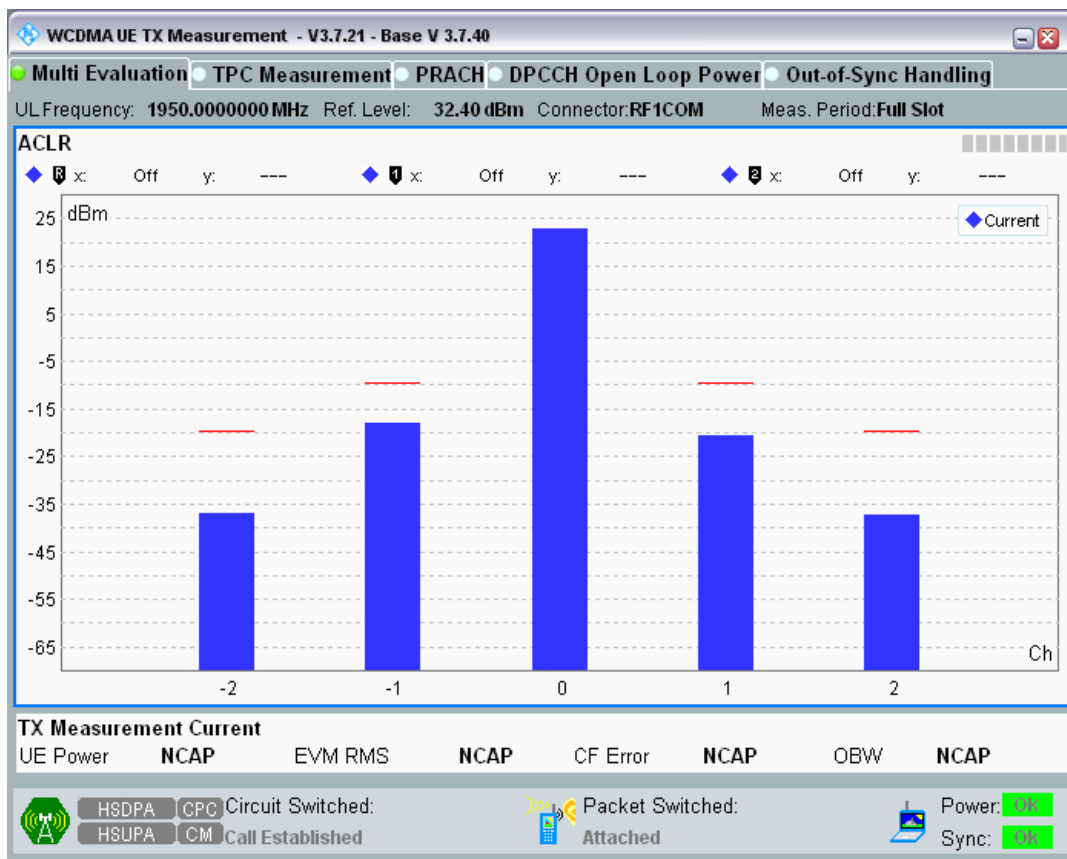 WCDMA UE TX Measurement - V3.7.21 - Base V 3.7.40
Multi Evaluation TPC Measurement PRACH DPCCH Open Loop Power Out-of-Sync Handling
UL Frequency: 1950.0000000 MHz Ref. Level: 32.40 dBm Connector:RF1COM Meas. Period:Full Slot
ACLR
R x: Off y: --- 1 x: Off y: --- 2 x: Off y: ---
dBm
Current
25
15
5
-5
-15
-25
-35
-45
-55
-65
Ch
-2 -1 0 1 2
TX Measurement Current
UE Power NCAP EVM RMS NCAP CF Error NCAP OBW NCAP
HSDPA CPC Circuit Switched: Packet Switched: Power: Ok
HSUPA CM Call Established Attached Sync: Ok